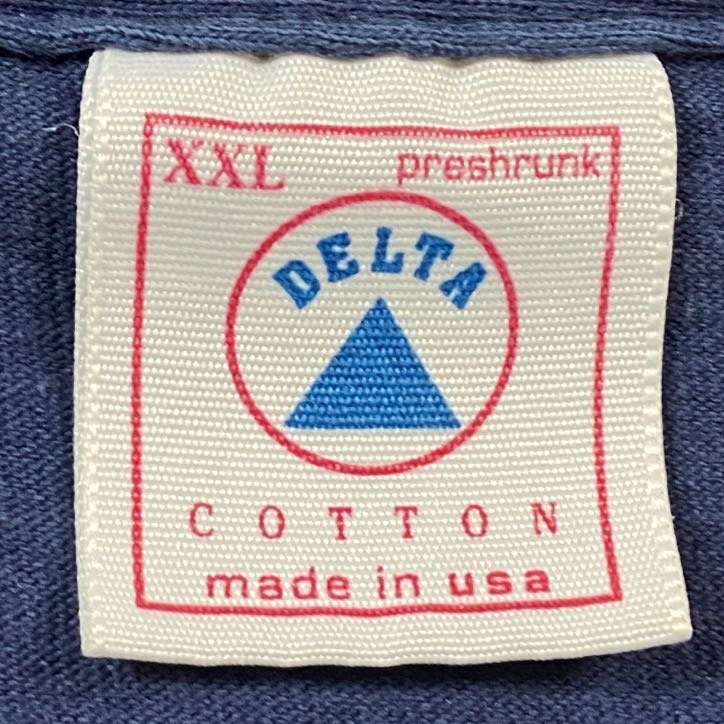 XXL preshrunk
DELTA
COTTON
made in usa